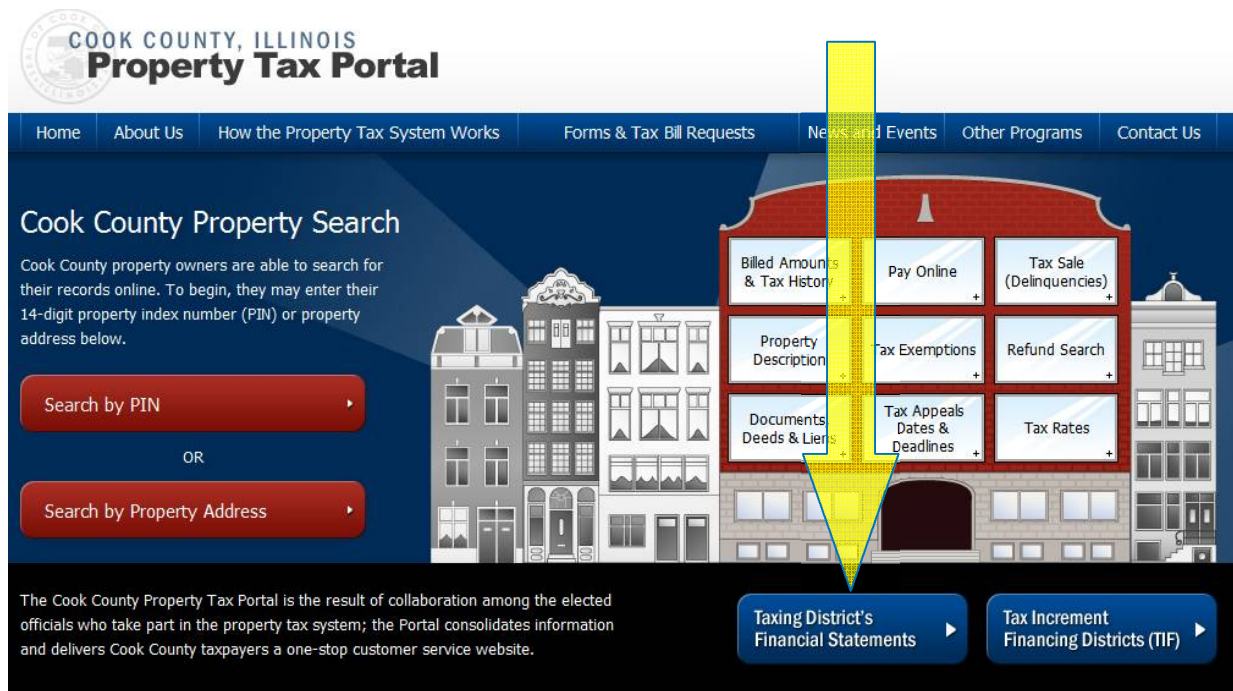 COOK COUNTY, ILLINOIS
Property Tax Portal
Home About Us How the Property Tax System Works Forms & Tax Bill Requests News and Events Other Programs Contact Us
Cook County Property Search
Cook County property owners are able to search for
their records online. To begin, they may enter their
14-digit property index number (PIN) or property
address below.
Search by PIN
OR
Search by Property Address
Billed Amounts
& Tax History
+
Pay Online
+
Tax Sale
(Delinquencies)
+
Property
Description
+
Tax Exemptions
+
Refund Search
+
Documents,
Deeds & Liens
+
Tax Appeals
Dates &
Deadlines
+
Tax Rates
+
The Cook County Property Tax Portal is the result of collaboration among the elected
officials who take part in the property tax system; the Portal consolidates information
and delivers Cook County taxpayers a one-stop customer service website.
Taxing District's
Financial Statements
Tax Increment
Financing Districts (TIF)